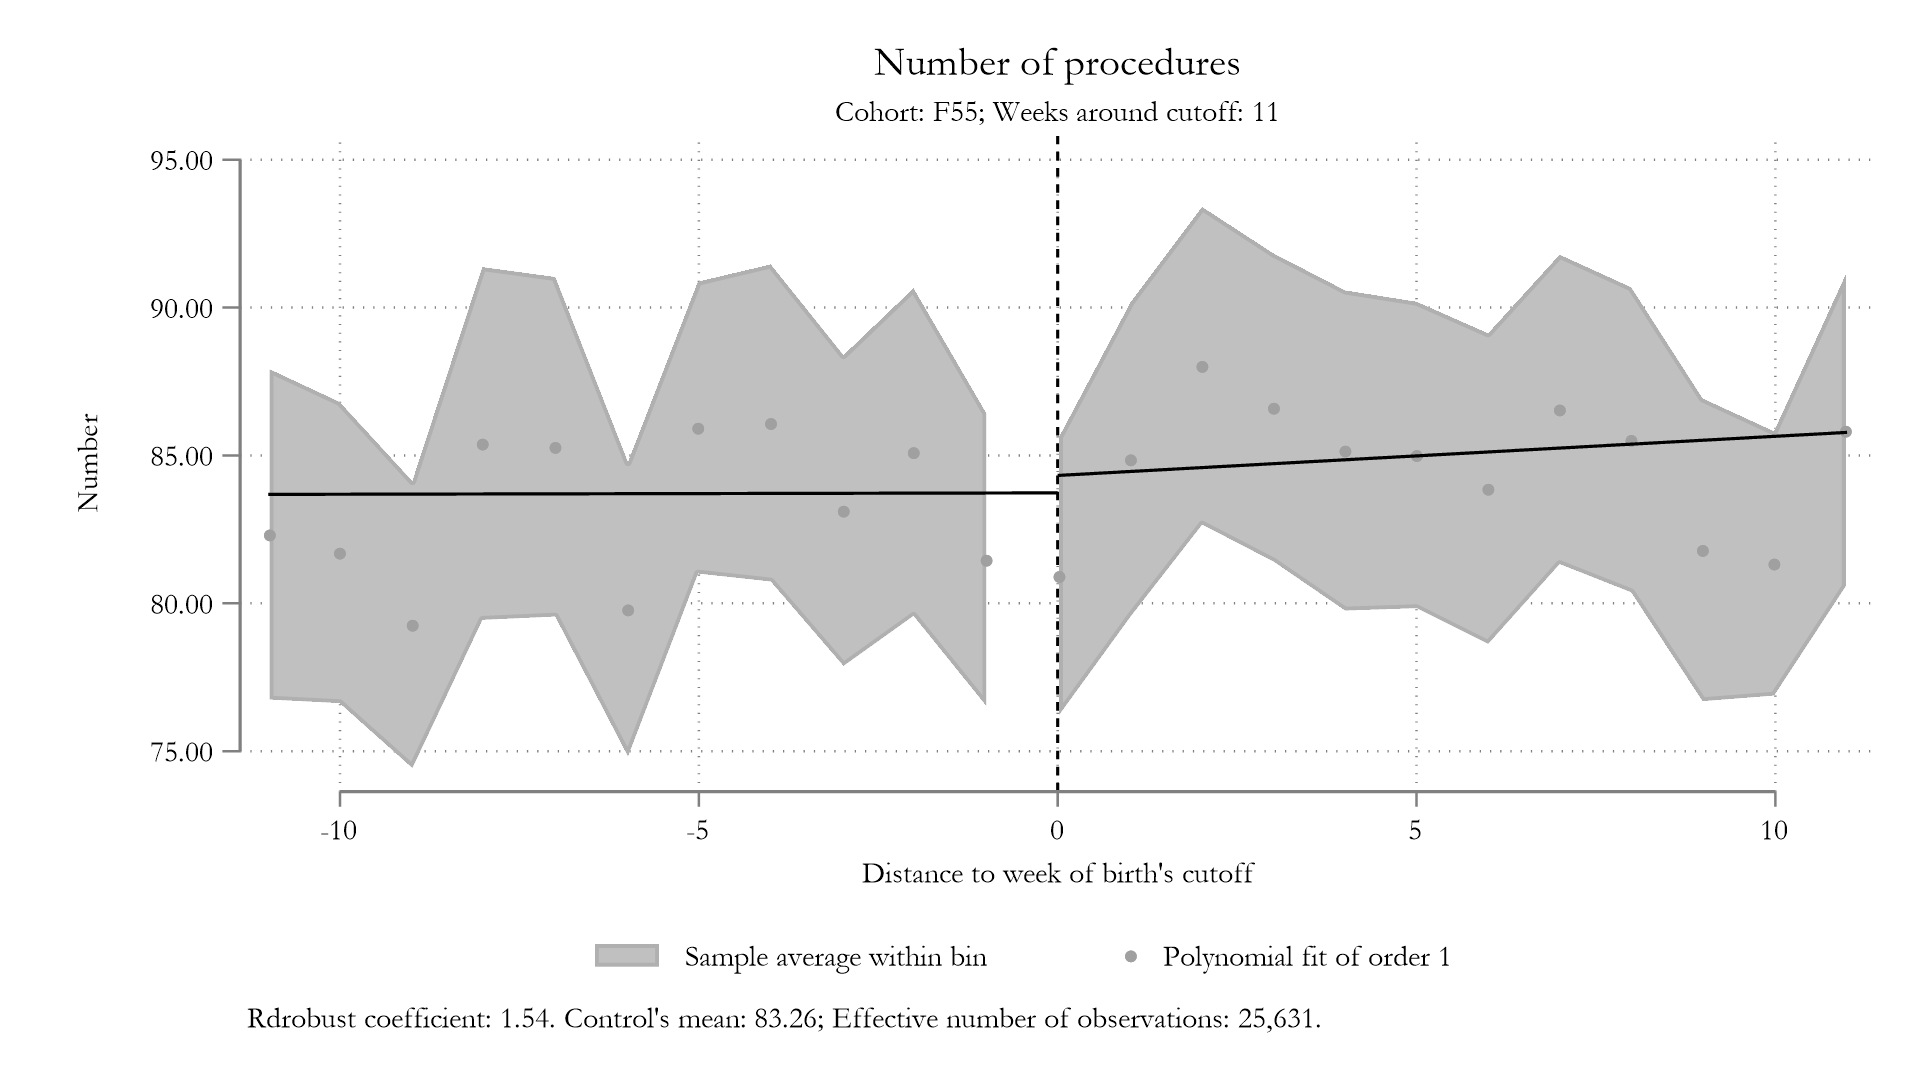 Number of procedures
Cohort: F55; Weeks around cutoff: 11
95.00
90.00
85.00
80.00
75.00
Number
-10 -5 0 5 10
Distance to week of birth's cutoff
Sample average within bin Polynomial fit of order 1
Rdrobust coefficient: 1.54. Control's mean: 83.26; Effective number of observations: 25,631.